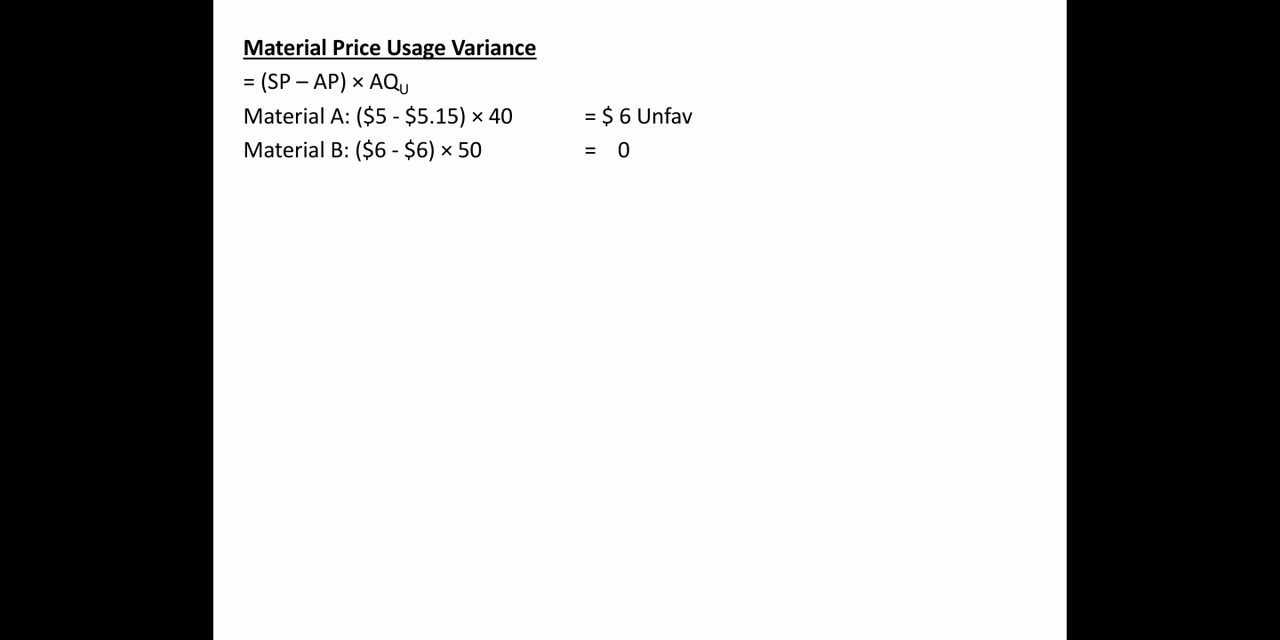 Material Price Usage Variance
= (SP – AP) × AQU
Material A: ($5 - $5.15) × 40 = $ 6 Unfav
Material B: ($6 - $6) × 50 = 0